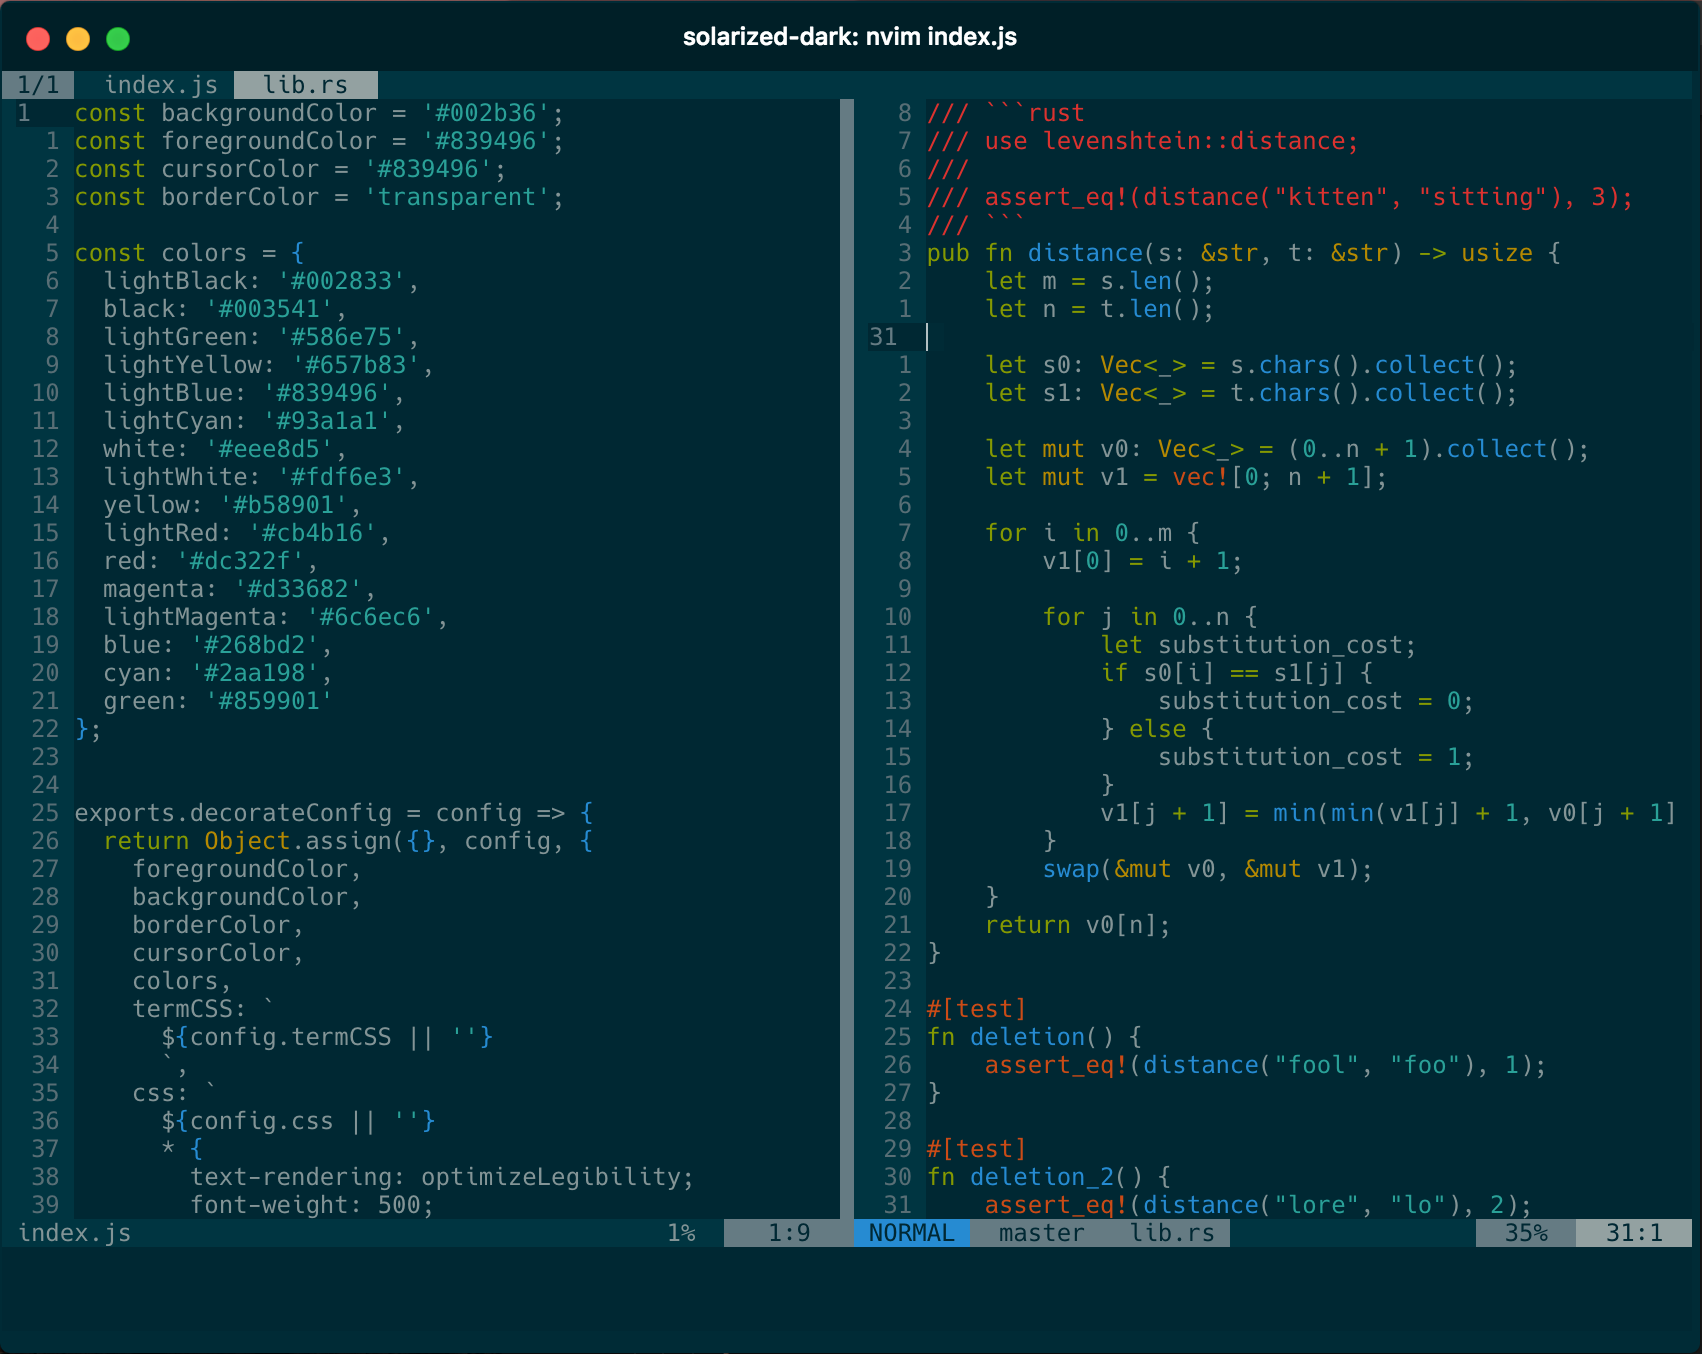 solarized-dark: nvim index.js
1/1 index.js lib.rs
1 const backgroundColor = '#002b36';
1 const foregroundColor = '#839496';
2 const cursorColor = '#839496';
3 const borderColor = 'transparent';
4
5 const colors = {
6 lightBlack: '#002833',
7 black: '#003541',
8 lightGreen: '#586e75',
9 lightYellow: '#657b83',
10 lightBlue: '#839496',
11 lightCyan: '#93a1a1',
12 white: '#eee8d5',
13 lightWhite: '#fdf6e3',
14 yellow: '#b58901',
15 lightRed: '#cb4b16',
16 red: '#dc322f',
17 magenta: '#d33682',
18 lightMagenta: '#6c6ec6',
19 blue: '#268bd2',
20 cyan: '#2aa198',
21 green: '#859901'
22 };
23
24
25 exports.decorateConfig = config => {
26 return Object.assign({}, config, {
27 foregroundColor,
28 backgroundColor,
29 borderColor,
30 cursorColor,
31 colors,
32 termCSS: `
33 ${config.termCSS || ''}
34 `,
35 css: `
36 ${config.css || ''}
37 * {
38 text-rendering: optimizeLegibility;
39 font-weight: 500;
index.js 1% 1:9
8 /// ```rust
7 /// use levenshtein::distance;
6 ///
5 /// assert_eq!(distance("kitten", "sitting"), 3);
4 /// ```
3 pub fn distance(s: &str, t: &str) -> usize {
2 let m = s.len();
1 let n = t.len();
31
1 let s0: Vec<_> = s.chars().collect();
2 let s1: Vec<_> = t.chars().collect();
3
4 let mut v0: Vec<_> = (0..n + 1).collect();
5 let mut v1 = vec![0; n + 1];
6
7 for i in 0..m {
8 v1[0] = i + 1;
9
10 for j in 0..n {
11 let substitution_cost;
12 if s0[i] == s1[j] {
13 substitution_cost = 0;
14 } else {
15 substitution_cost = 1;
16 }
17 v1[j + 1] = min(min(v1[j] + 1, v0[j + 1]
18 }
19 swap(&mut v0, &mut v1);
20 }
21 return v0[n];
22 }
23
24 #[test]
25 fn deletion() {
26 assert_eq!(distance("fool", "foo"), 1);
27 }
28
29 #[test]
30 fn deletion_2() {
31 assert_eq!(distance("lore", "lo"), 2);
NORMAL master lib.rs 35% 31:1